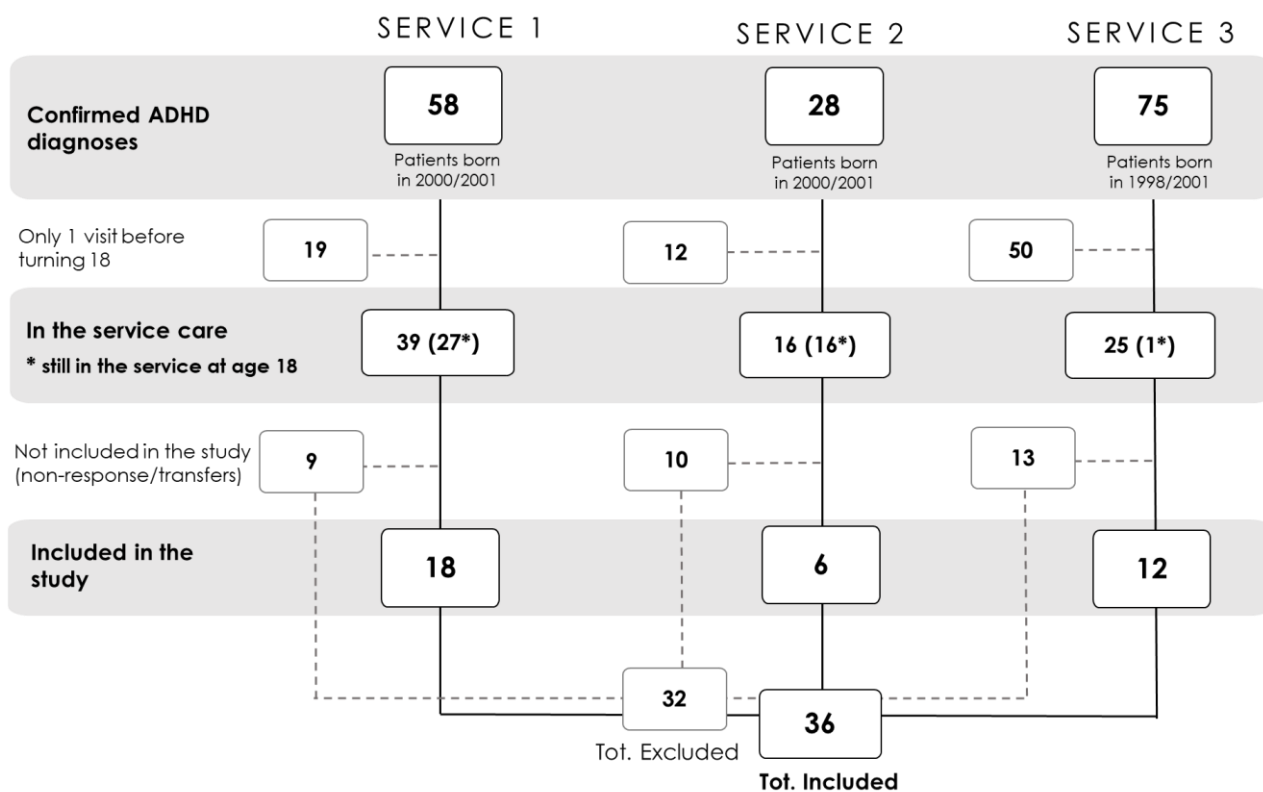 SERVICE 1
SERVICE 2
SERVICE 3
Confirmed ADHD
diagnoses
58
28
75
Patients born
in 2000/2001
Patients born
in 2000/2001
Patients born
in 1998/2001
Only 1 visit before
turning 18
19
12
50
In the service care
* still in the service at age 18
39 (27*)
16 (16*)
25 (1*)
Not included in the study
(non-response/transfers)
9
10
13
Included in the
study
18
6
12
32
36
Tot. Excluded
Tot. Included